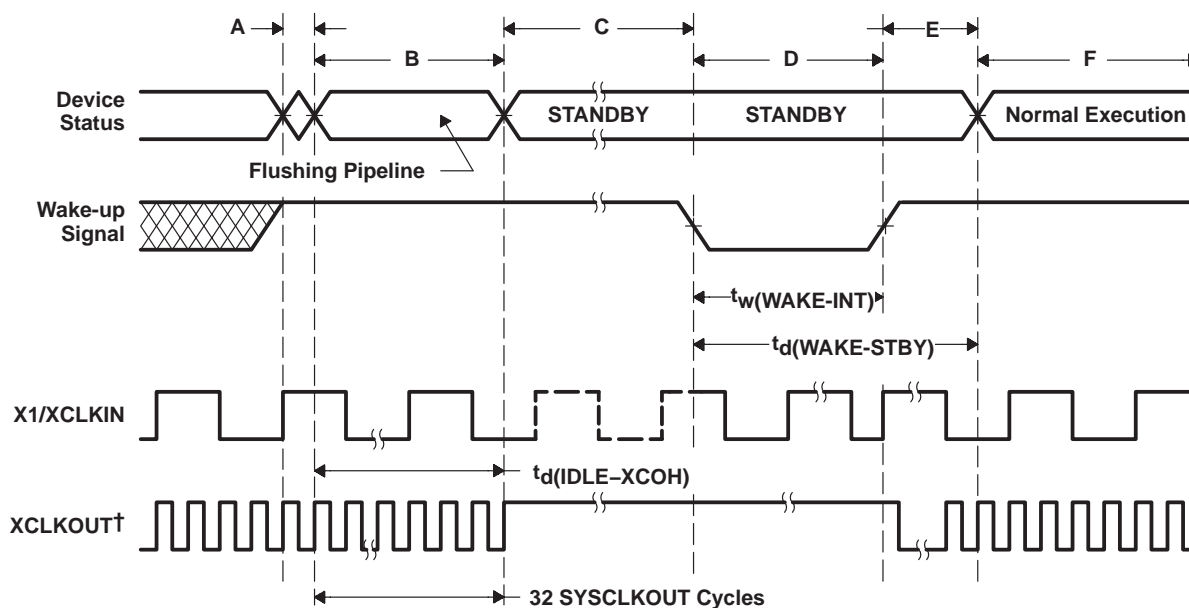 A
B
C
D
E
F
Device
Status
STANDBY
STANDBY
Normal Execution
Flushing Pipeline
Wake-up
Signal
tw(WAKE-INT)
td(WAKE-STBY)
X1/XCLKIN
td(IDLE–XCOH)
XCLKOUT†
32 SYSCLKOUT Cycles